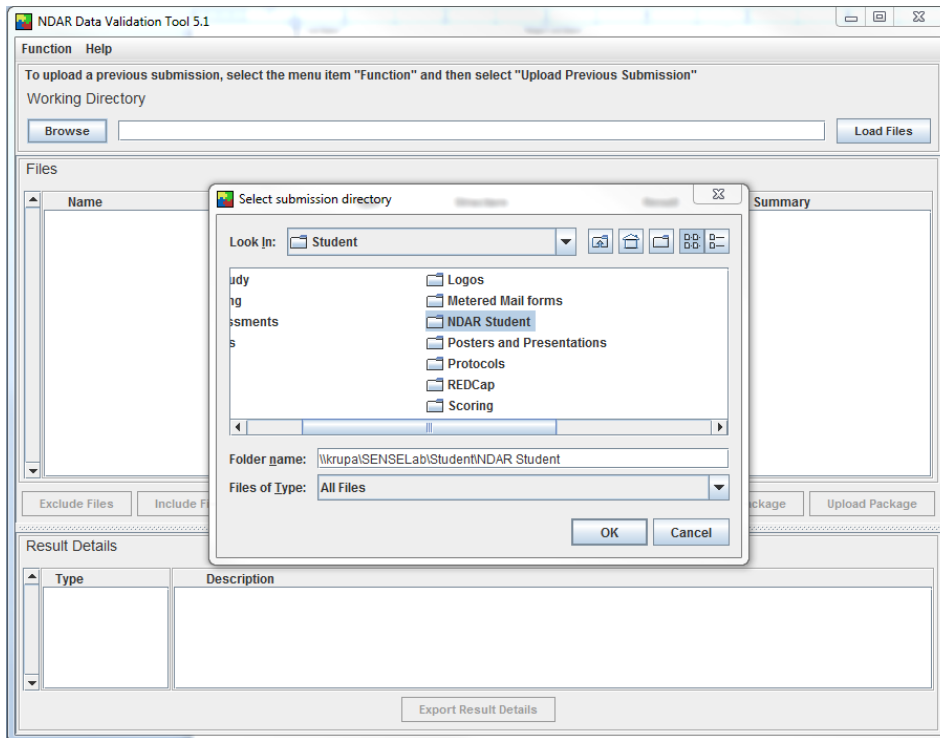 NDAR Data Validation Tool 5.1
Function Help
To upload a previous submission, select the menu item "Function" and then select "Upload Previous Submission"
Working Directory
Browse Load Files
Files
Name Summary
Select submission directory
Look In: Student
udy Logos
ng Metered Mail forms
ssments NDAR Student
s Posters and Presentations
Protocols
REDCap
Scoring
Folder name: \\krupa\SENSELab\Student\NDAR Student
Files of Type: All Files
OK Cancel
Exclude Files Include Fi ckage Upload Package
Result Details
Type Description
Export Result Details